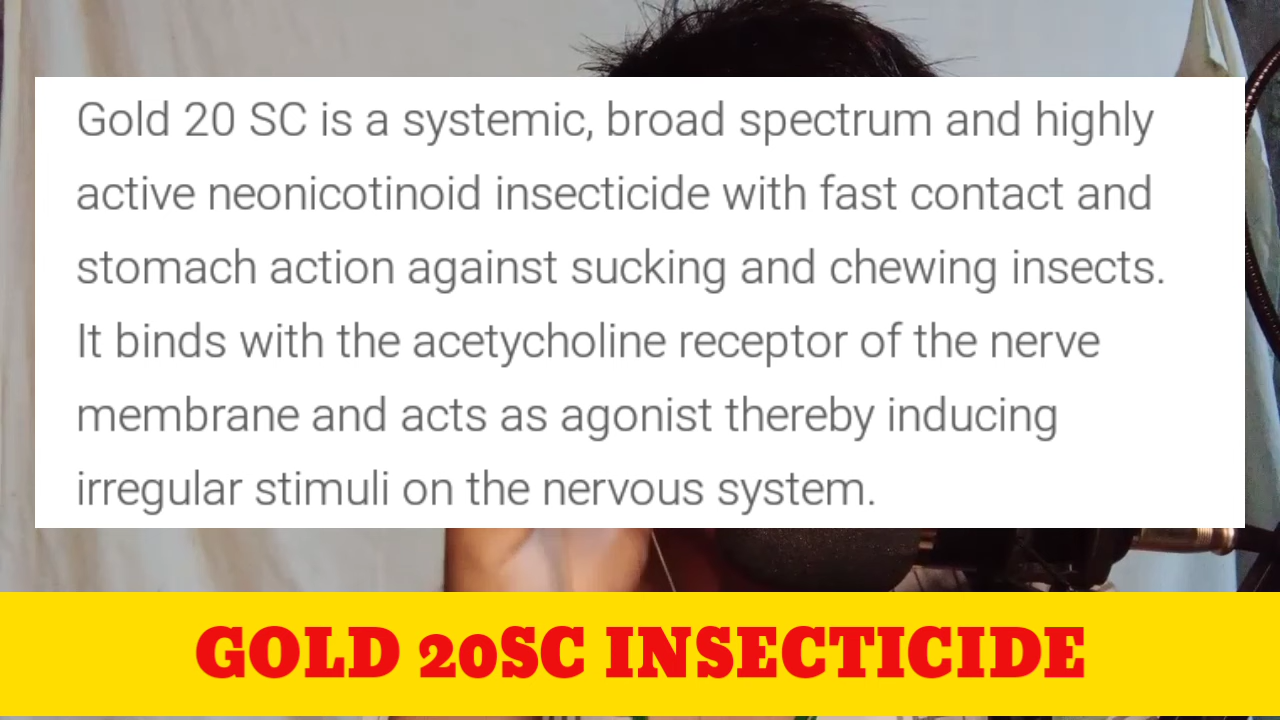 Gold 20 SC is a systemic, broad spectrum and highly
active neonicotinoid insecticide with fast contact and
stomach action against sucking and chewing insects.
It binds with the acetycholine receptor of the nerve
membrane and acts as agonist thereby inducing
irregular stimuli on the nervous system.
GOLD 20SC INSECTICIDE